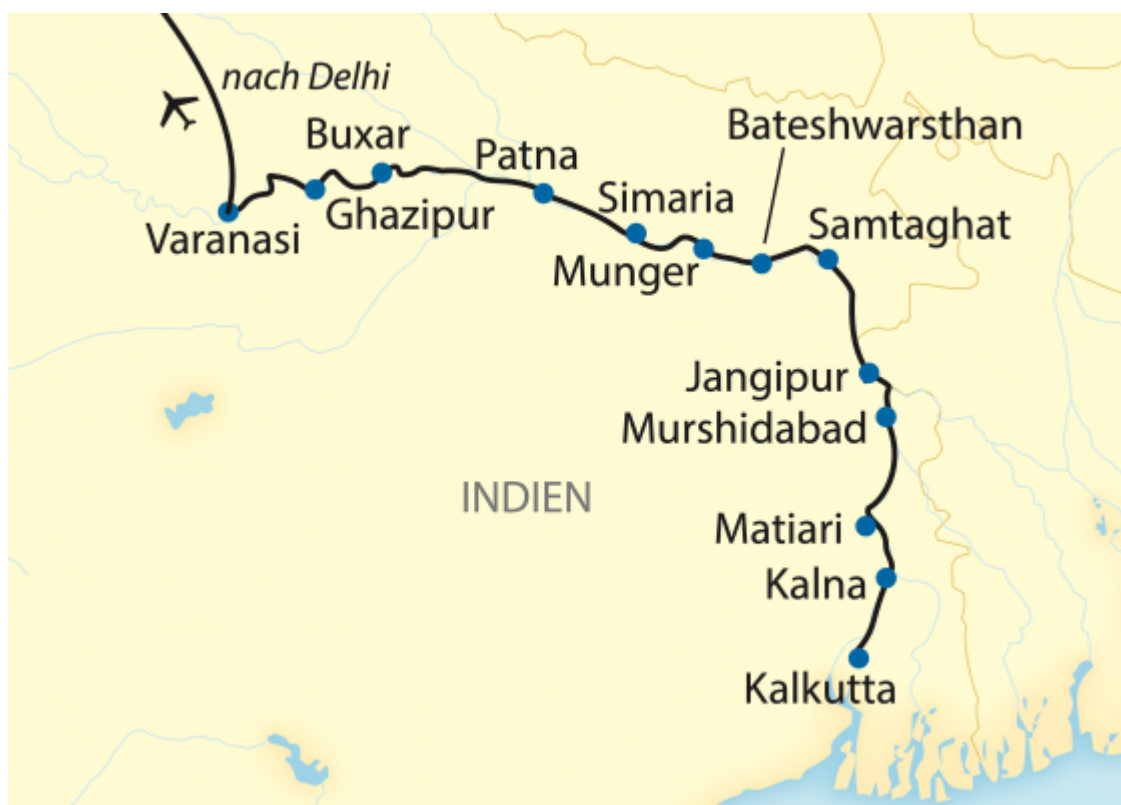 nach Delhi
Buxar
Bateshwarsthan
Patna
Simaria
Ghazipur
Samtaghat
Varanasi
Munger
Jangipur
Murshidabad
INDIEN
Matiari
Kalna
Kalkutta